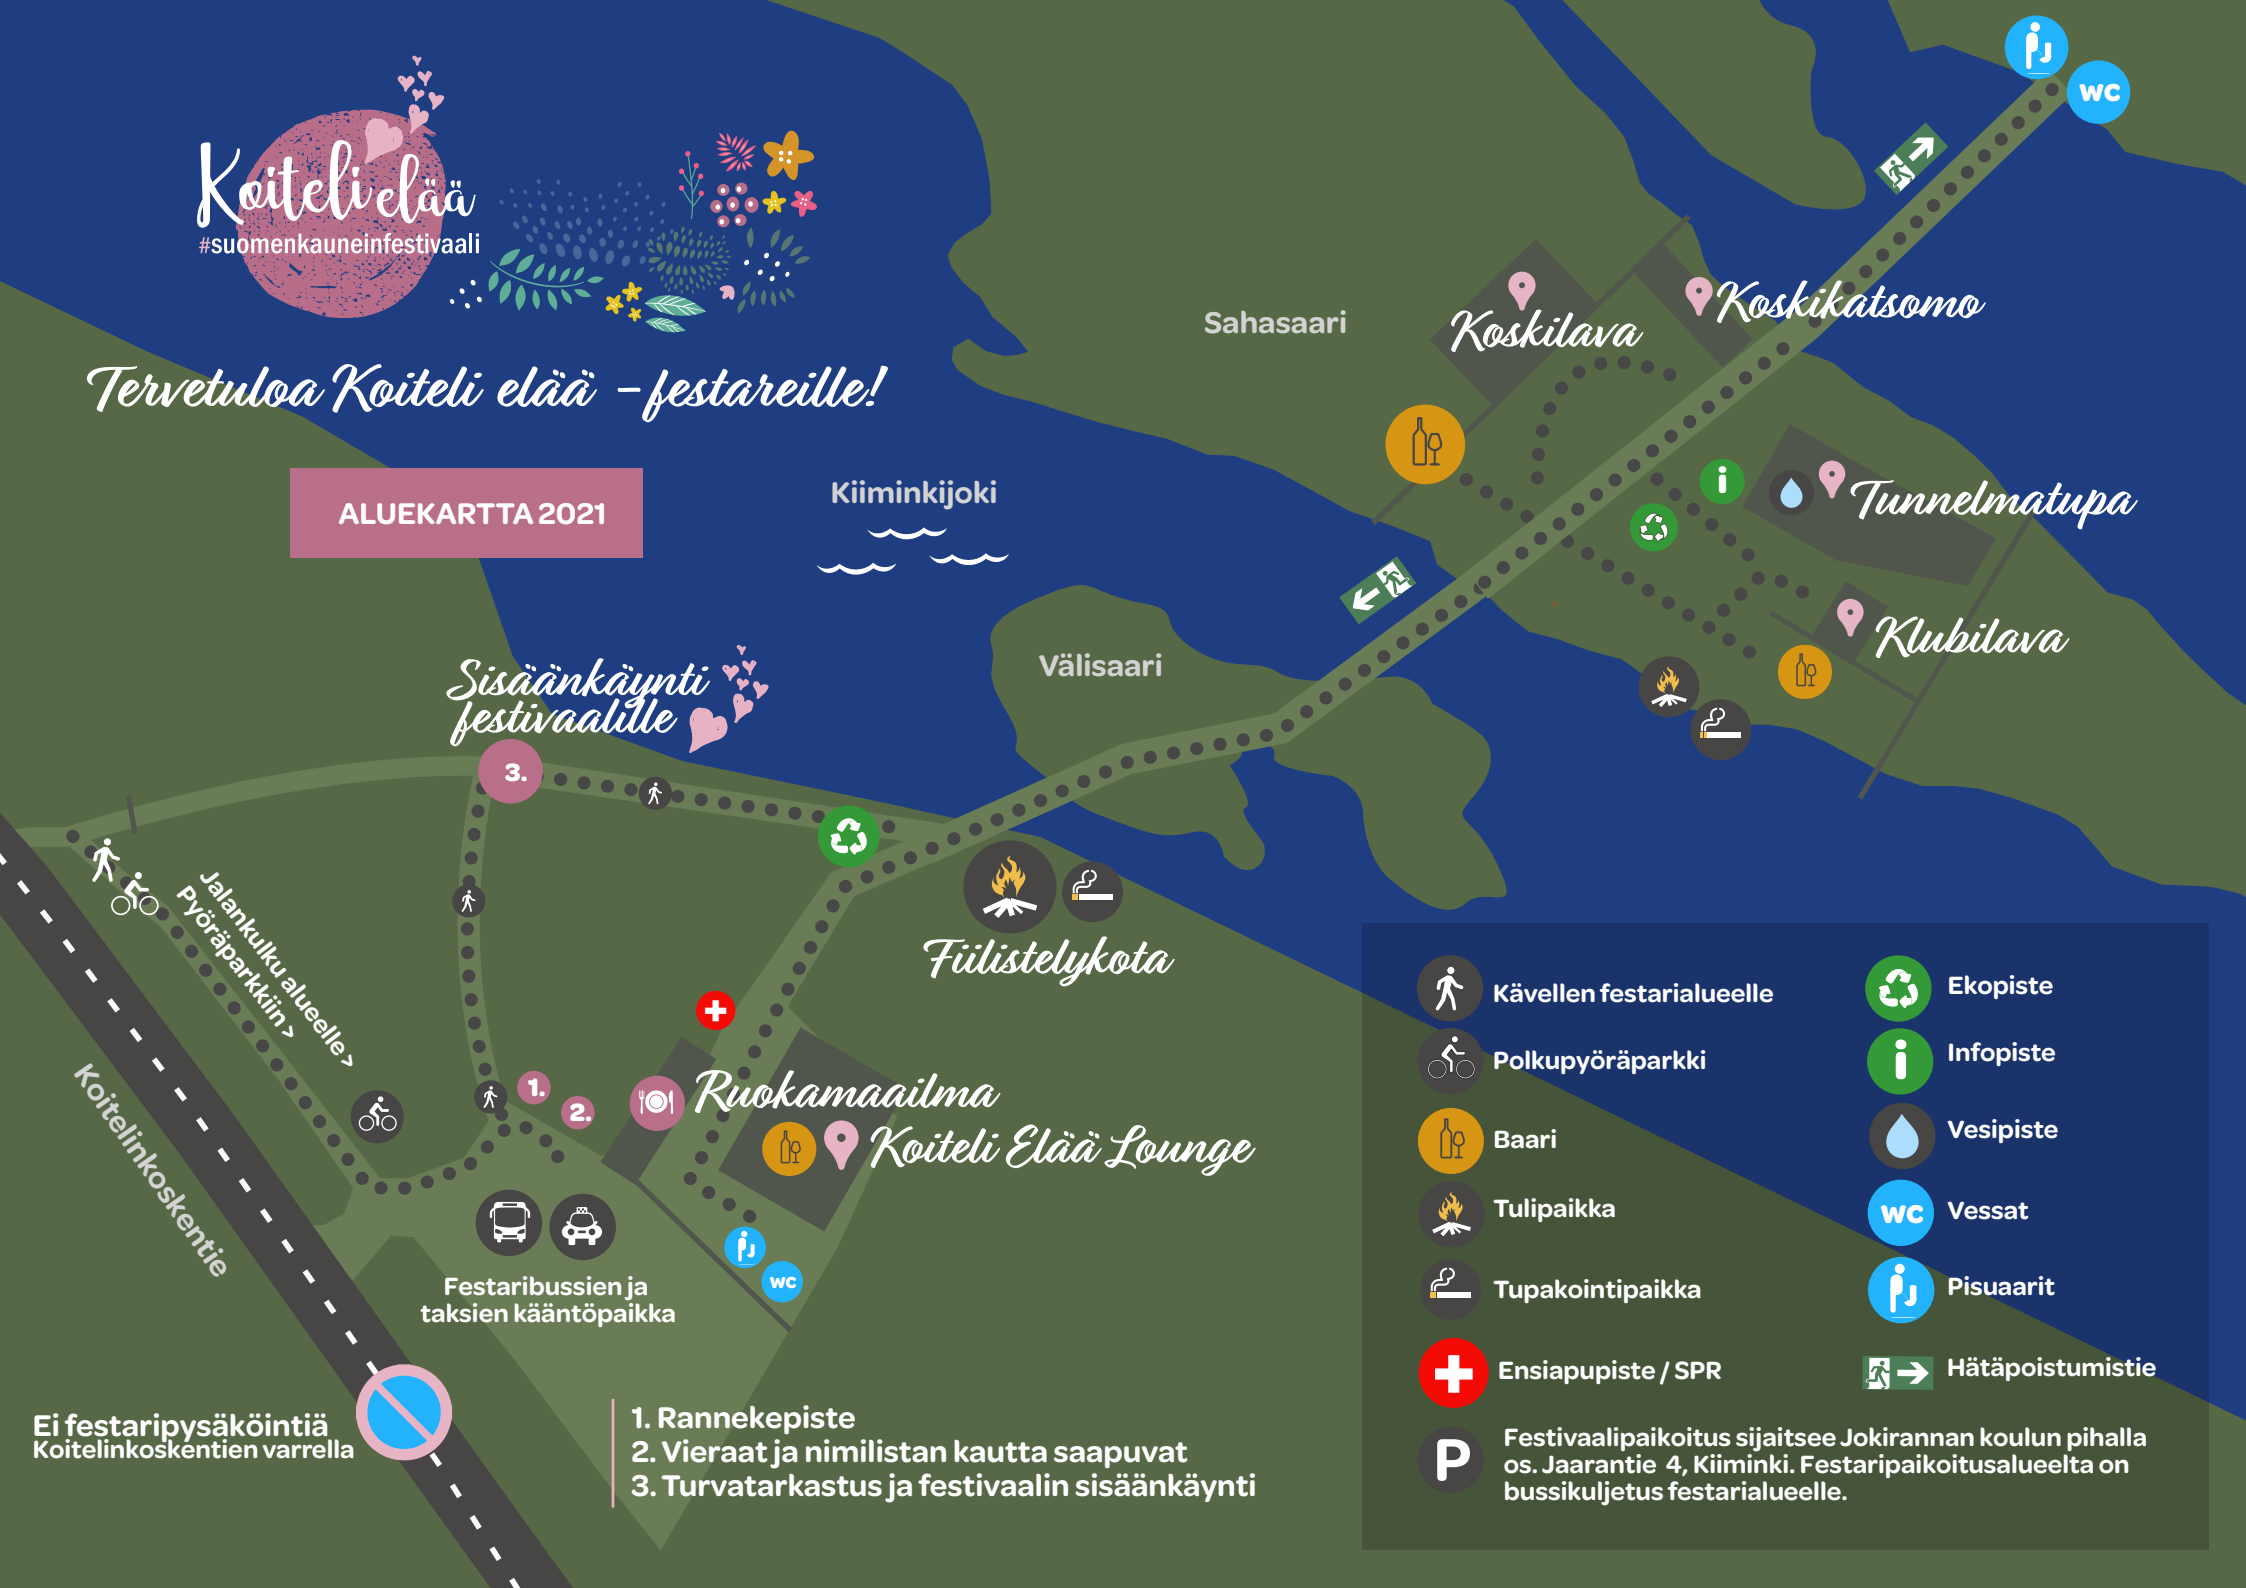 Koiteli elää
#suomenkauneinfestivaali
Tervetuloa Koiteli elää – festareille!
ALUEKARTTA 2021
Kiiminkijoki
Sahasaari
Koskilava
Koskikatsomo
WC
Tunnelmatupa
Klubilava
Välisaari
Sisäänkäynti
festivaalille
3.
Jalankulku alueelle >
Pyöräparkkiin >
Koitelinkoskentie
Fiilistelykota
1.
2.
Ruokamaailma
Koiteli Elää Lounge
WC
Festaribussien ja
taksien kääntöpaikka
Ei festaripysäköintiä
Koitelinkoskentien varrella
1. Rannekepiste
2. Vieraat ja nimilistan kautta saapuvat
3. Turvatarkastus ja festivaalin sisäänkäynti
Kävellen festarialueelle
Polkupyöräparkki
Baari
Tulipaikka
Tupakointipaikka
Ensiapupiste / SPR
Ekopiste
i Infopiste
Vesipiste
WC Vessat
Pisuaarit
Hätäpoistumistie
P
Festivaalipaikoitus sijaitsee Jokirannan koulun pihalla
os. Jaarantie 4, Kiiminki. Festaripaikoitusalueelta on
bussikuljetus festarialueelle.